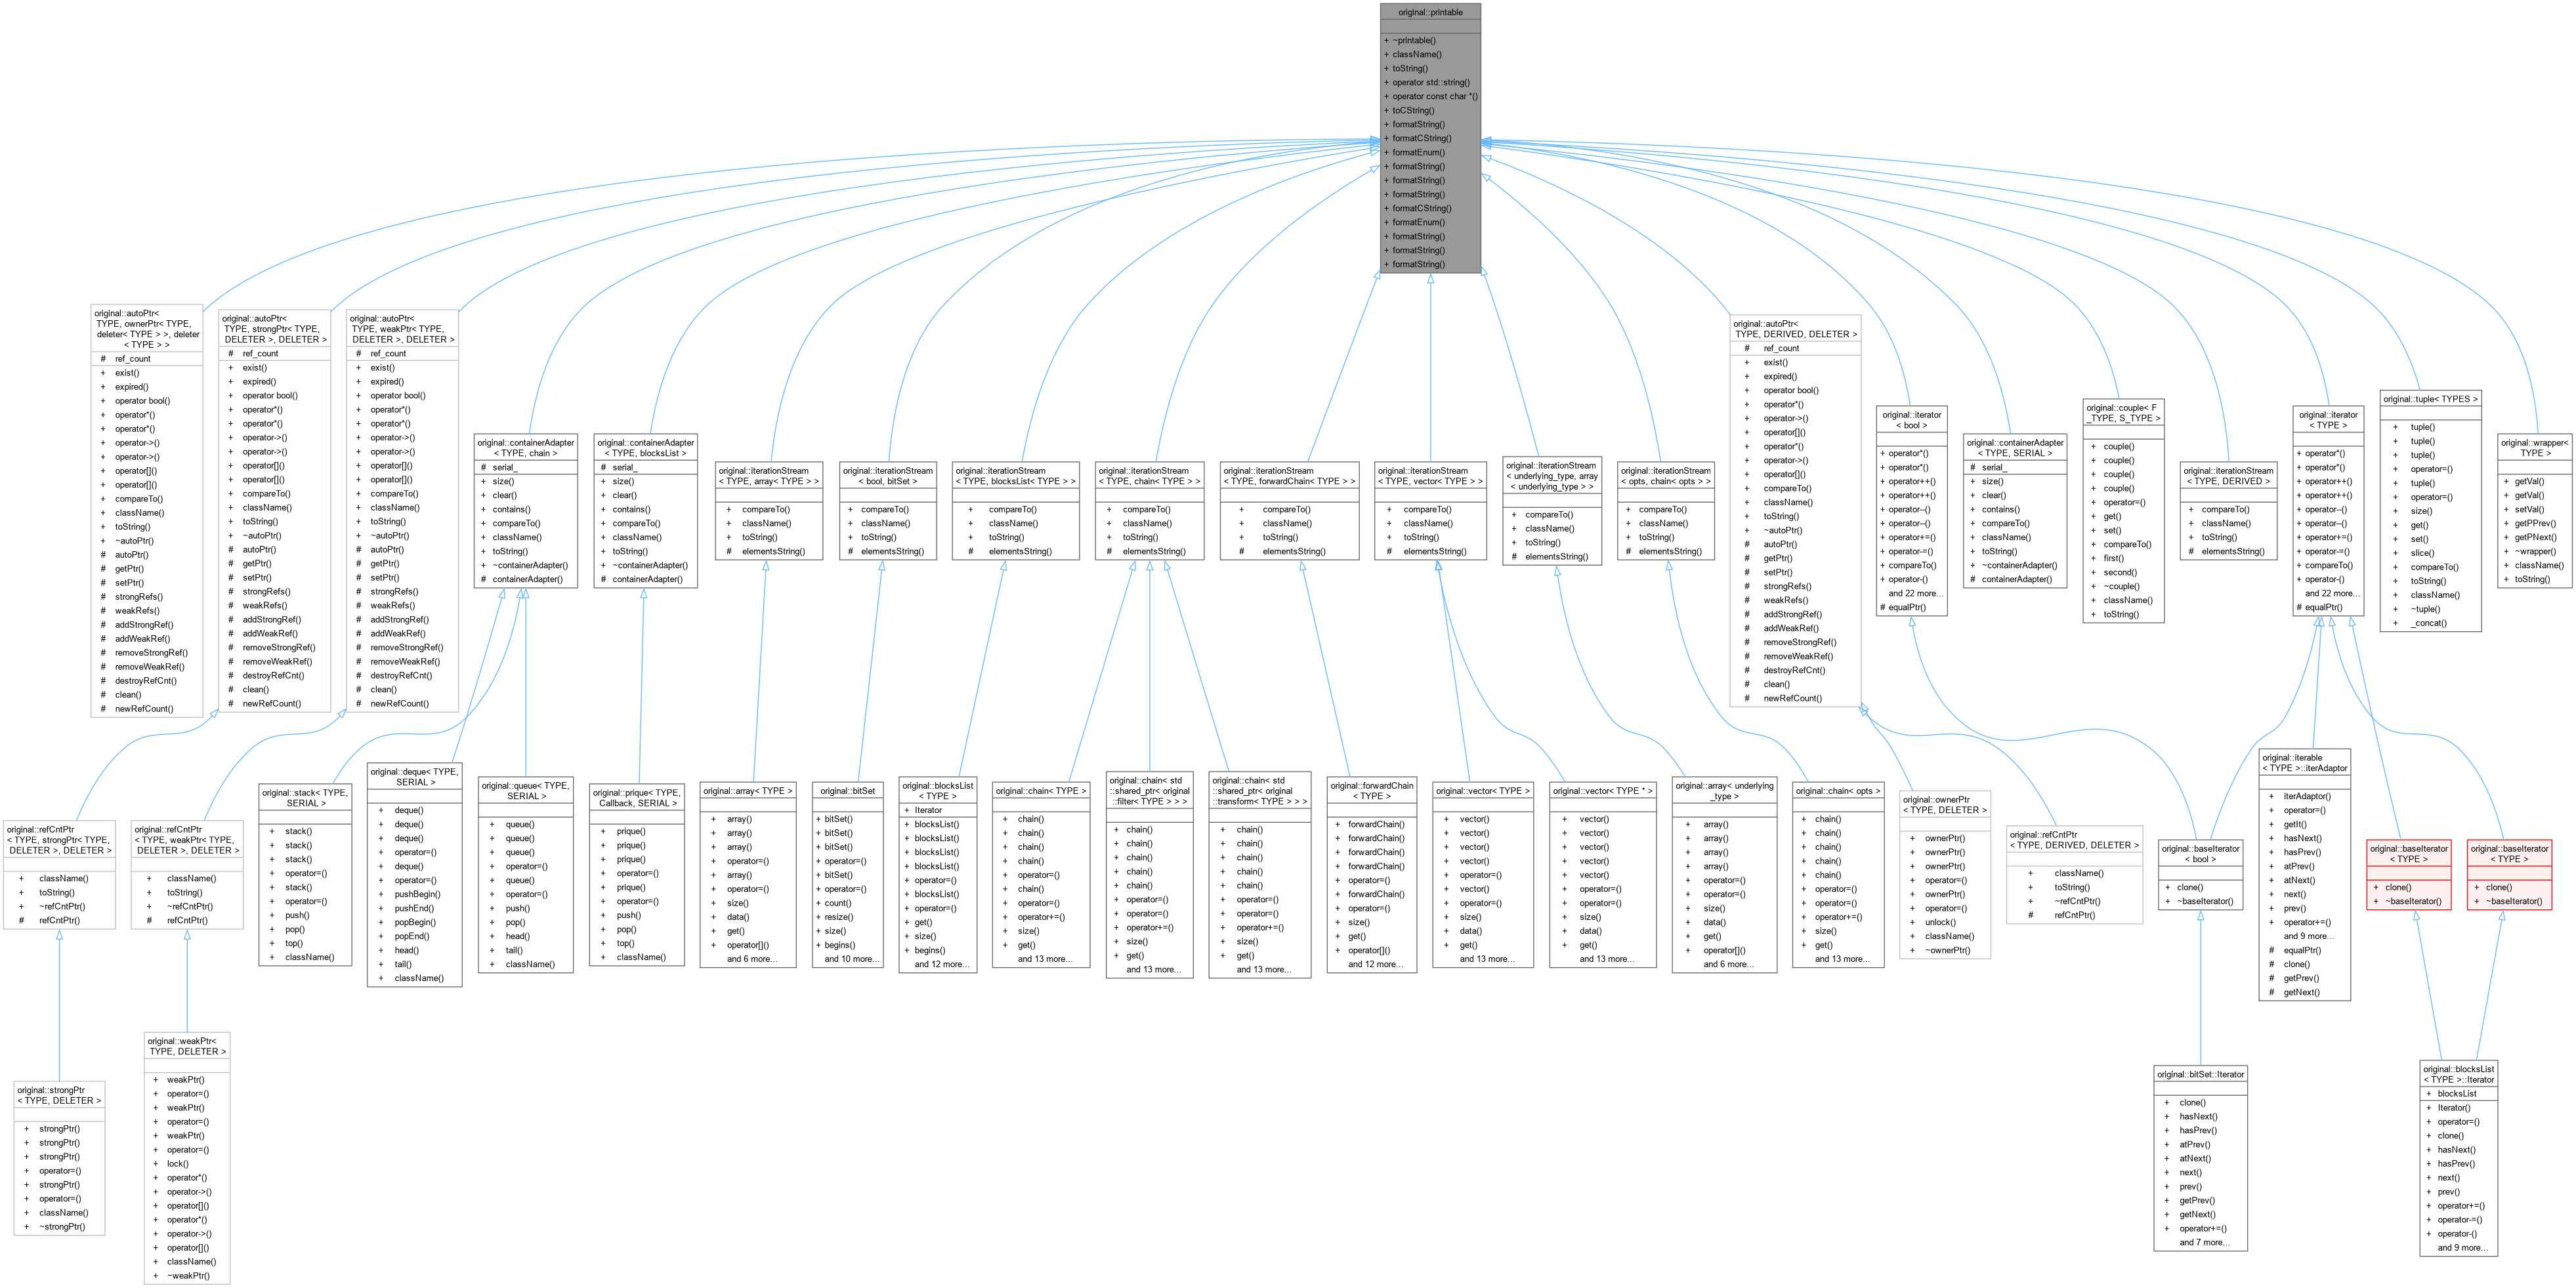 original::printable
+ ~printable()
+ className()
+ toString()
+ operator std::string()
+ operator const char *()
+ toCString()
+ formatString()
+ formatCString()
+ formatEnum()
+ formatString()
+ formatString()
+ formatString()
+ formatCString()
+ formatEnum()
+ formatString()
+ formatString()
+ formatString()
original::autoPtr<
TYPE, ownerPtr< TYPE,
deleter< TYPE > >, deleter
< TYPE > >
# ref_count
+ exist()
+ expired()
+ operator bool()
+ operator*()
+ operator*()
+ operator->()
+ operator->()
+ operator[]()
+ operator[]()
+ compareTo()
+ className()
+ toString()
+ ~autoPtr()
# autoPtr()
# getPtr()
# setPtr()
# strongRefs()
# weakRefs()
# addStrongRef()
# addWeakRef()
# removeStrongRef()
# removeWeakRef()
# destroyRefCnt()
# clean()
# newRefCount()
original::autoPtr<
TYPE, strongPtr< TYPE,
DELETER >, DELETER >
# ref_count
+ exist()
+ expired()
+ operator bool()
+ operator*()
+ operator*()
+ operator->()
+ operator->()
+ operator[]()
+ operator[]()
+ compareTo()
+ className()
+ toString()
+ ~autoPtr()
# autoPtr()
# getPtr()
# setPtr()
# strongRefs()
# weakRefs()
# addStrongRef()
# addWeakRef()
# removeStrongRef()
# removeWeakRef()
# destroyRefCnt()
# clean()
# newRefCount()
original::autoPtr<
TYPE, weakPtr< TYPE,
DELETER >, DELETER >
# ref_count
+ exist()
+ expired()
+ operator bool()
+ operator*()
+ operator*()
+ operator->()
+ operator->()
+ operator[]()
+ operator[]()
+ compareTo()
+ className()
+ toString()
+ ~autoPtr()
# autoPtr()
# getPtr()
# setPtr()
# strongRefs()
# weakRefs()
# addStrongRef()
# addWeakRef()
# removeStrongRef()
# removeWeakRef()
# destroyRefCnt()
# clean()
# newRefCount()
original::containerAdapter
< TYPE, chain >
# serial_
+ size()
+ clear()
+ contains()
+ compareTo()
+ className()
+ toString()
+ ~containerAdapter()
# containerAdapter()
original::containerAdapter
< TYPE, blocksList >
# serial_
+ size()
+ clear()
+ contains()
+ compareTo()
+ className()
+ toString()
+ ~containerAdapter()
# containerAdapter()
original::iterationStream
< TYPE, array< TYPE > >
+ compareTo()
+ className()
+ toString()
# elementsString()
original::iterationStream
< bool, bitSet >
+ compareTo()
+ className()
+ toString()
# elementsString()
original::iterationStream
< TYPE, blocksList< TYPE > >
+ compareTo()
+ className()
+ toString()
# elementsString()
original::iterationStream
< TYPE, chain< TYPE > >
+ compareTo()
+ className()
+ toString()
# elementsString()
original::iterationStream
< TYPE, forwardChain< TYPE > >
+ compareTo()
+ className()
+ toString()
# elementsString()
original::iterationStream
< TYPE, vector< TYPE > >
+ compareTo()
+ className()
+ toString()
# elementsString()
original::iterationStream
< underlying_type, array
< underlying_type > >
+ compareTo()
+ className()
+ toString()
# elementsString()
original::iterationStream
< opts, chain< opts > >
+ compareTo()
+ className()
+ toString()
# elementsString()
original::autoPtr<
TYPE, DERIVED, DELETER >
# ref_count
+ exist()
+ expired()
+ operator bool()
+ operator*()
+ operator->()
+ operator[]()
+ operator*()
+ operator->()
+ operator[]()
+ compareTo()
+ className()
+ toString()
+ ~autoPtr()
# autoPtr()
# getPtr()
# setPtr()
# strongRefs()
# weakRefs()
# addStrongRef()
# addWeakRef()
# removeStrongRef()
# removeWeakRef()
# destroyRefCnt()
# clean()
# newRefCount()
original::iterator
< bool >
+ operator*()
+ operator*()
+ operator++()
+ operator++()
+ operator--()
+ operator--()
+ operator+=()
+ operator-=()
+ compareTo()
+ operator-()
and 22 more...
# equalPtr()
original::containerAdapter
< TYPE, SERIAL >
# serial_
+ size()
+ clear()
+ contains()
+ compareTo()
+ className()
+ toString()
+ ~containerAdapter()
# containerAdapter()
original::couple< F
_TYPE, S_TYPE >
+ couple()
+ couple()
+ couple()
+ couple()
+ operator=()
+ get()
+ set()
+ compareTo()
+ first()
+ second()
+ ~couple()
+ className()
+ toString()
original::iterationStream
< TYPE, DERIVED >
+ compareTo()
+ className()
+ toString()
# elementsString()
original::iterator
< TYPE >
+ operator*()
+ operator*()
+ operator++()
+ operator++()
+ operator--()
+ operator--()
+ operator+=()
+ operator-=()
+ compareTo()
+ operator-()
and 22 more...
# equalPtr()
original::tuple< TYPES >
+ tuple()
+ tuple()
+ tuple()
+ operator=()
+ tuple()
+ operator=()
+ size()
+ get()
+ set()
+ slice()
+ compareTo()
+ toString()
+ className()
+ ~tuple()
+ _concat()
original::wrapper<
TYPE >
+ getVal()
+ getVal()
+ setVal()
+ getPPrev()
+ getPNext()
+ ~wrapper()
+ className()
+ toString()
original::refCntPtr
< TYPE, strongPtr< TYPE,
DELETER >, DELETER >
+ className()
+ toString()
+ ~refCntPtr()
# refCntPtr()
original::refCntPtr
< TYPE, weakPtr< TYPE,
DELETER >, DELETER >
+ className()
+ toString()
+ ~refCntPtr()
# refCntPtr()
original::stack< TYPE,
SERIAL >
+ stack()
+ stack()
+ stack()
+ operator=()
+ stack()
+ operator=()
+ push()
+ pop()
+ top()
+ className()
original::deque< TYPE,
SERIAL >
+ deque()
+ deque()
+ deque()
+ operator=()
+ deque()
+ operator=()
+ pushBegin()
+ pushEnd()
+ popBegin()
+ popEnd()
+ head()
+ tail()
+ className()
original::queue< TYPE,
SERIAL >
+ queue()
+ queue()
+ queue()
+ operator=()
+ queue()
+ operator=()
+ push()
+ pop()
+ head()
+ tail()
+ className()
original::prique< TYPE,
Callback, SERIAL >
+ prique()
+ prique()
+ prique()
+ operator=()
+ prique()
+ operator=()
+ push()
+ pop()
+ top()
+ className()
original::array< TYPE >
+ array()
+ array()
+ array()
+ operator=()
+ array()
+ operator=()
+ size()
+ data()
+ get()
+ operator[]()
and 6 more...
original::bitSet
+ bitSet()
+ bitSet()
+ bitSet()
+ operator=()
+ bitSet()
+ operator=()
+ count()
+ resize()
+ size()
+ begins()
and 10 more...
original::blocksList
< TYPE >
+ Iterator
+ blocksList()
+ blocksList()
+ blocksList()
+ blocksList()
+ operator=()
+ blocksList()
+ operator=()
+ get()
+ size()
+ begins()
and 12 more...
original::chain< TYPE >
+ chain()
+ chain()
+ chain()
+ chain()
+ operator=()
+ chain()
+ operator=()
+ operator+=()
+ size()
+ get()
and 13 more...
original::chain< std
::shared_ptr< original
::filter< TYPE > > >
+ chain()
+ chain()
+ chain()
+ chain()
+ chain()
+ operator=()
+ operator=()
+ operator+=()
+ size()
+ get()
and 13 more...
original::chain< std
::shared_ptr< original
::transform< TYPE > > >
+ chain()
+ chain()
+ chain()
+ chain()
+ chain()
+ operator=()
+ operator=()
+ operator+=()
+ size()
+ get()
and 13 more...
original::forwardChain
< TYPE >
+ forwardChain()
+ forwardChain()
+ forwardChain()
+ forwardChain()
+ operator=()
+ forwardChain()
+ operator=()
+ size()
+ get()
+ operator[]()
and 12 more...
original::vector< TYPE >
+ vector()
+ vector()
+ vector()
+ vector()
+ operator=()
+ vector()
+ operator=()
+ size()
+ data()
+ get()
and 13 more...
original::vector< TYPE * >
+ vector()
+ vector()
+ vector()
+ vector()
+ vector()
+ operator=()
+ operator=()
+ size()
+ data()
+ get()
and 13 more...
original::array< underlying
_type >
+ array()
+ array()
+ array()
+ array()
+ operator=()
+ operator=()
+ size()
+ data()
+ get()
+ operator[]()
and 6 more...
original::chain< opts >
+ chain()
+ chain()
+ chain()
+ chain()
+ chain()
+ operator=()
+ operator=()
+ operator+=()
+ size()
+ get()
and 13 more...
original::ownerPtr
< TYPE, DELETER >
+ ownerPtr()
+ ownerPtr()
+ ownerPtr()
+ operator=()
+ ownerPtr()
+ operator=()
+ unlock()
+ className()
+ ~ownerPtr()
original::refCntPtr
< TYPE, DERIVED, DELETER >
+ className()
+ toString()
+ ~refCntPtr()
# refCntPtr()
original::baseIterator
< bool >
+ clone()
+ ~baseIterator()
original::iterable
< TYPE >::iterAdaptor
+ iterAdaptor()
+ operator=()
+ getIt()
+ hasNext()
+ hasPrev()
+ atPrev()
+ atNext()
+ next()
+ prev()
+ operator+=()
and 9 more...
# equalPtr()
# clone()
# getPrev()
# getNext()
original::baseIterator
< TYPE >
+ clone()
+ ~baseIterator()
original::baseIterator
< TYPE >
+ clone()
+ ~baseIterator()
original::strongPtr
< TYPE, DELETER >
+ strongPtr()
+ strongPtr()
+ strongPtr()
+ operator=()
+ strongPtr()
+ operator=()
+ className()
+ ~strongPtr()
original::weakPtr<
TYPE, DELETER >
+ weakPtr()
+ operator=()
+ weakPtr()
+ operator=()
+ weakPtr()
+ operator=()
+ lock()
+ operator*()
+ operator->()
+ operator[]()
+ operator*()
+ operator->()
+ operator[]()
+ className()
+ ~weakPtr()
original::bitSet::Iterator
+ clone()
+ hasNext()
+ hasPrev()
+ atPrev()
+ atNext()
+ next()
+ prev()
+ getPrev()
+ getNext()
+ operator+=()
and 7 more...
original::blocksList
< TYPE >::Iterator
+ blocksList
+ Iterator()
+ operator=()
+ clone()
+ hasNext()
+ hasPrev()
+ next()
+ prev()
+ operator+=()
+ operator-=()
+ operator-()
and 9 more...